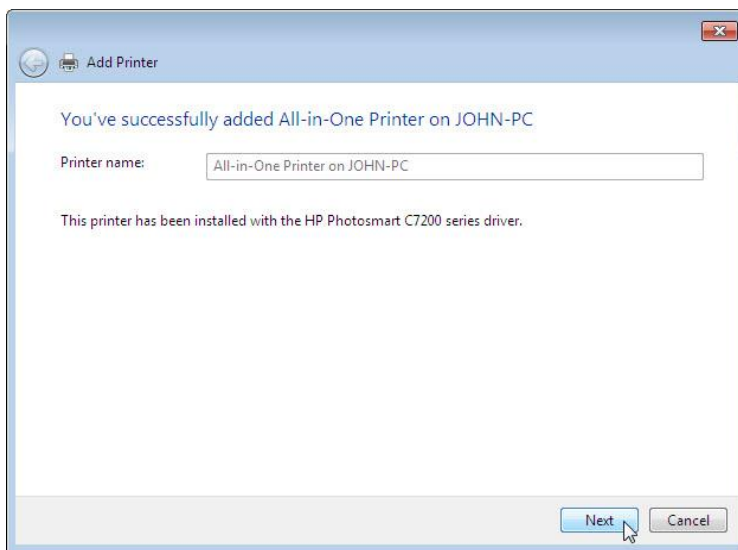 Add Printer
You've successfully added All-in-One Printer on JOHN-PC
Printer name:
All-in-One Printer on JOHN-PC
This printer has been installed with the HP Photosmart C7200 series driver.
Next
Cancel